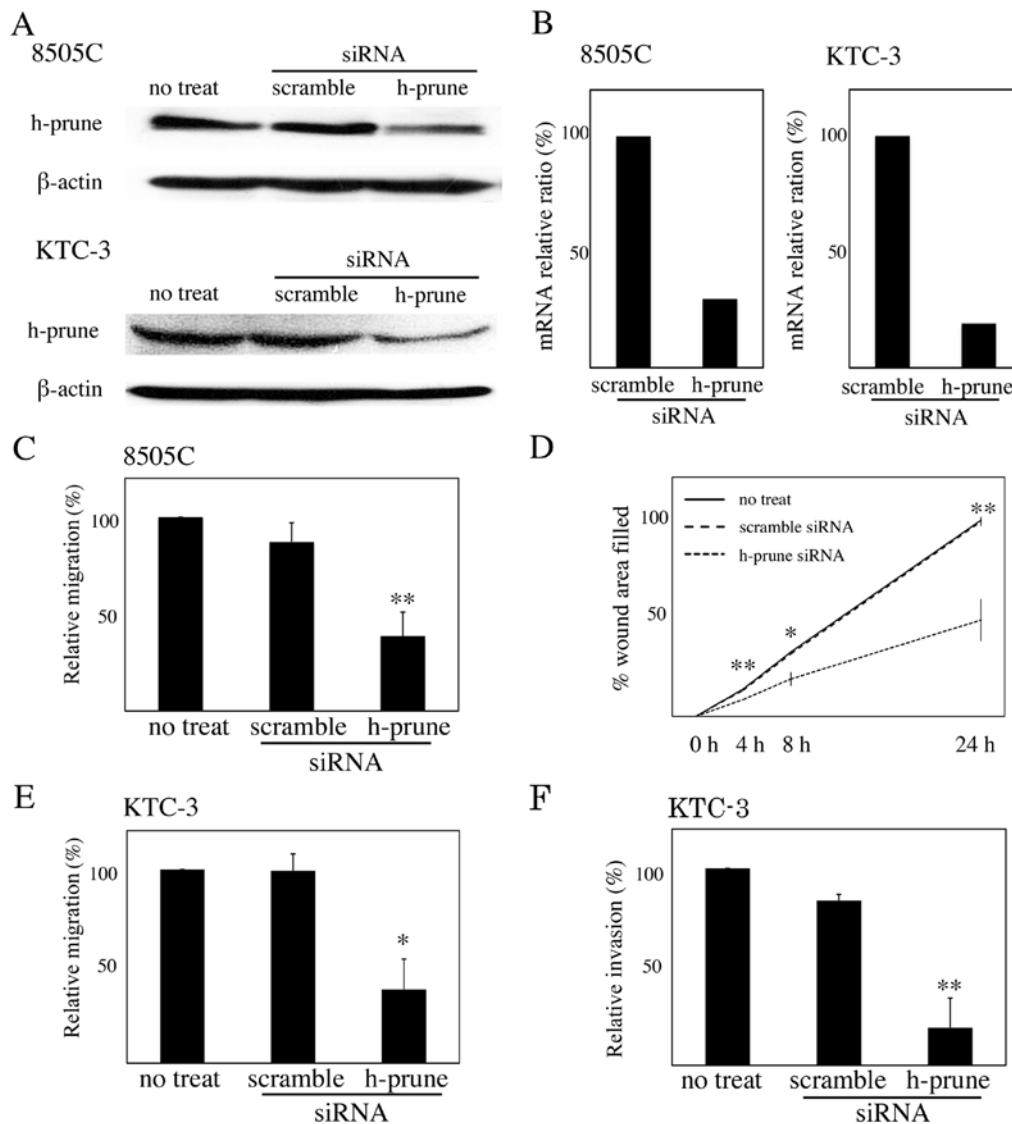 A
8505C
siRNA
no treat scramble h-prune
h-prune
β-actin
KTC-3
siRNA
no treat scramble h-prune
h-prune
β-actin
B
8505C
mRNA relative ratio (%)
100
50
scramble h-prune
siRNA
KTC-3
mRNA relative ration (%)
100
50
scramble h-prune
siRNA
C
8505C
Relative migration (%)
100
50
**
no treat scramble h-prune
siRNA
D
% wound area filled
100
50
no treat
scramble siRNA
h-prune siRNA
**
*
**
0 h 4 h 8 h 24 h
E
KTC-3
Relative migration (%)
100
50
*
no treat scramble h-prune
siRNA
F
KTC-3
Relative invasion (%)
100
50
**
no treat scramble h-prune
siRNA